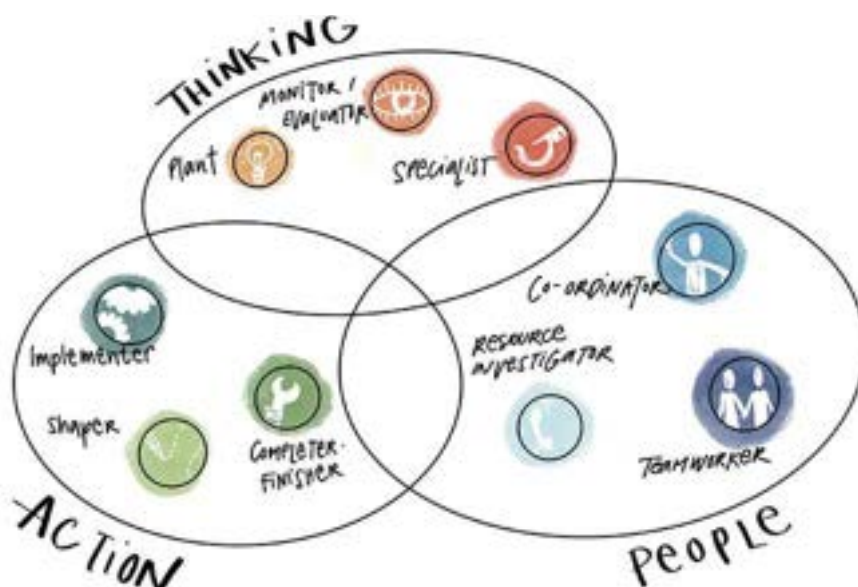 THINKING
MONITOR /
EVALUATOR
Plant
SPECIALIST
CO-ORDINATOR
Implementer
RESOURCE
INVESTIGATOR
Shaper
COMPLETER-
FINISHER
TEAMWORKER
ACTION
PEOPLE